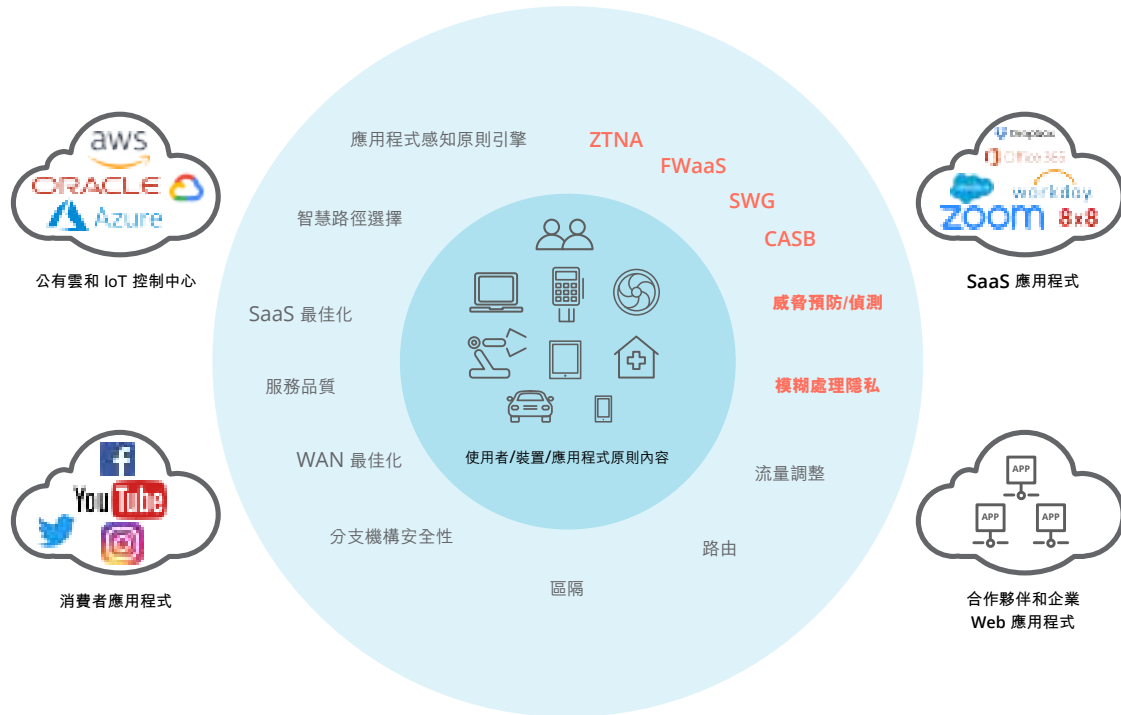 aws
ORACLE
Azure
公有雲和 IoT 控制中心
facebook
YouTube
消費者應用程式
應用程式感知原則引擎
智慧路徑選擇
SaaS 最佳化
服務品質
WAN 最佳化
分支機構安全性
區隔
路由
流量調整
模糊處理隱私
威脅預防/偵測
CASB
SWG
FWaaS
ZTNA
使用者/裝置/應用程式原則內容
Dropbox
Office 365
workday
zoom
8x8
SaaS 應用程式
APP
APP
APP
合作夥伴和企業
Web 應用程式